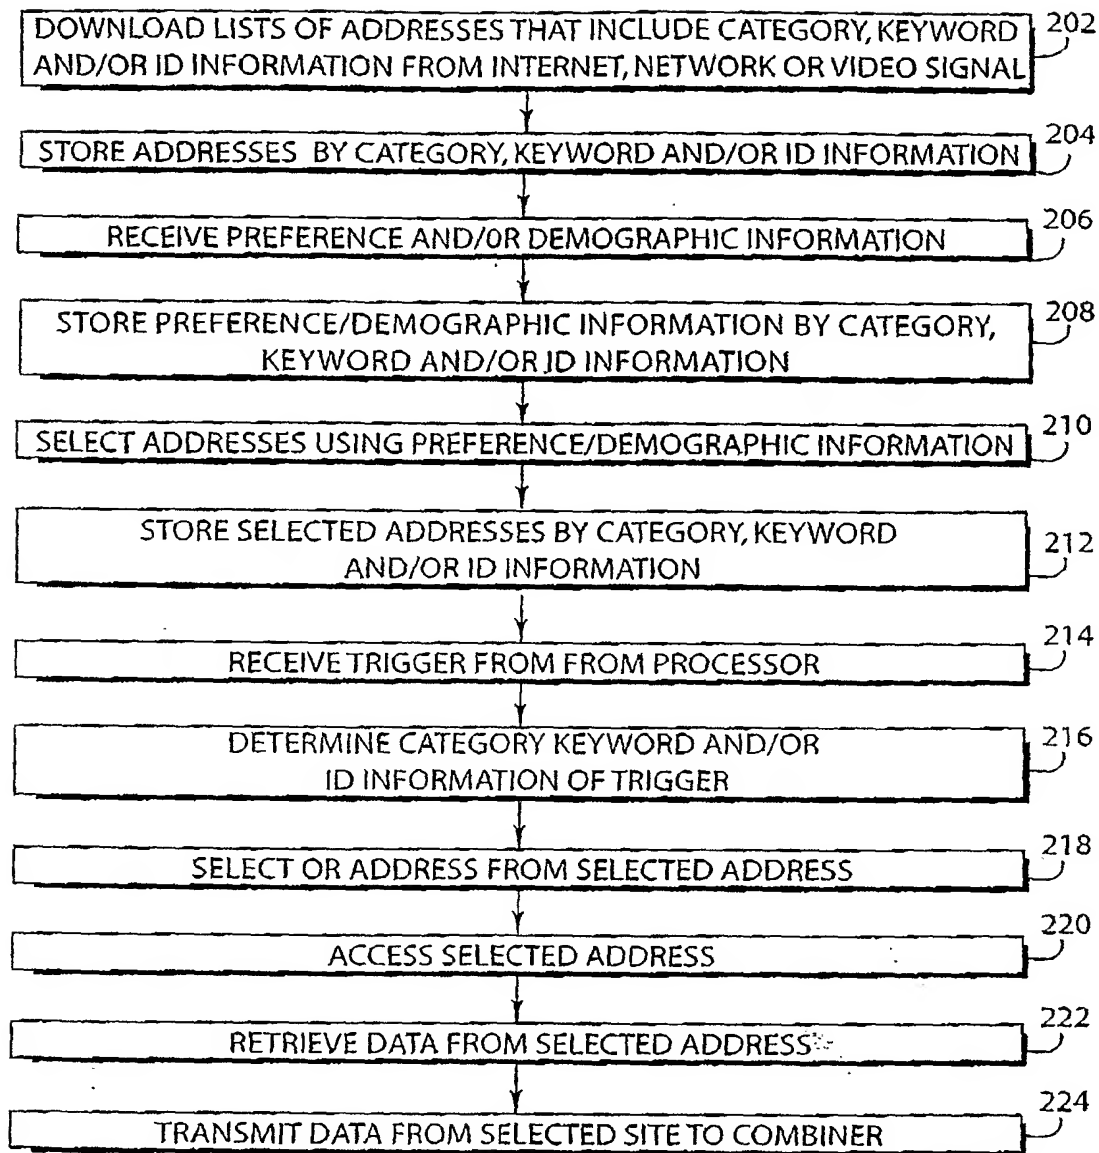 DOWNLOAD LISTS OF ADDRESSES THAT INCLUDE CATEGORY, KEYWORD
AND/OR ID INFORMATION FROM INTERNET, NETWORK OR VIDEO SIGNAL
202
STORE ADDRESSES BY CATEGORY, KEYWORD AND/OR ID INFORMATION
204
RECEIVE PREFERENCE AND/OR DEMOGRAPHIC INFORMATION
206
STORE PREFERENCE/DEMOGRAPHIC INFORMATION BY CATEGORY,
KEYWORD AND/OR ID INFORMATION
208
SELECT ADDRESSES USING PREFERENCE/DEMOGRAPHIC INFORMATION
210
STORE SELECTED ADDRESSES BY CATEGORY, KEYWORD
AND/OR ID INFORMATION
212
RECEIVE TRIGGER FROM FROM PROCESSOR
214
DETERMINE CATEGORY KEYWORD AND/OR
ID INFORMATION OF TRIGGER
216
SELECT OR ADDRESS FROM SELECTED ADDRESS
218
ACCESS SELECTED ADDRESS
220
RETRIEVE DATA FROM SELECTED ADDRESS
222
TRANSMIT DATA FROM SELECTED SITE TO COMBINER
224